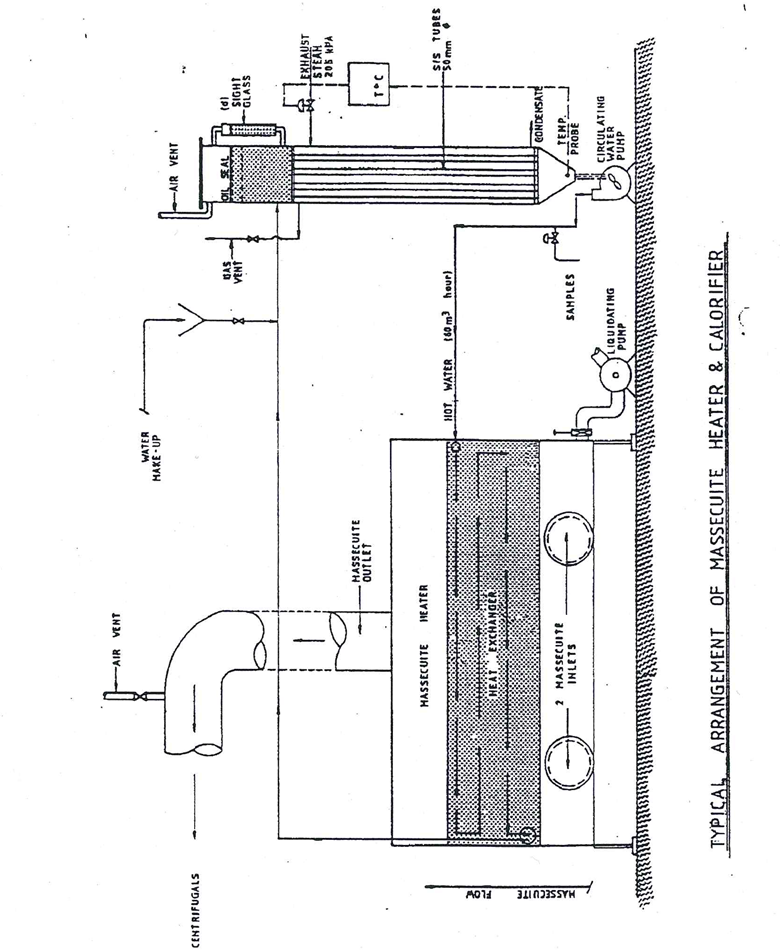 AIR VENT
OIL SEAL
(d)
SIGHT
GLASS
EXHAUST
STEAM
205 kPA
T°C
S/S TUBES
50mm ϕ
CONDENSATE
TEMP.
PROBE
CIRCULATING
WATER
PUMP
GAS
VENT
WATER
MAKE-UP
HOT WATER (60m³ hour)
SAMPLES
LIQUIDATING
PUMP
AIR VENT
MASSECUITE
OUTLET
MASSECUITE HEATER
HEAT EXCHANGER
2 MASSECUITE
INLETS
CENTRIFUGALS
MASSECUITE FLOW
TYPICAL ARRANGEMENT OF MASSECUITE HEATER & CALORIFIER